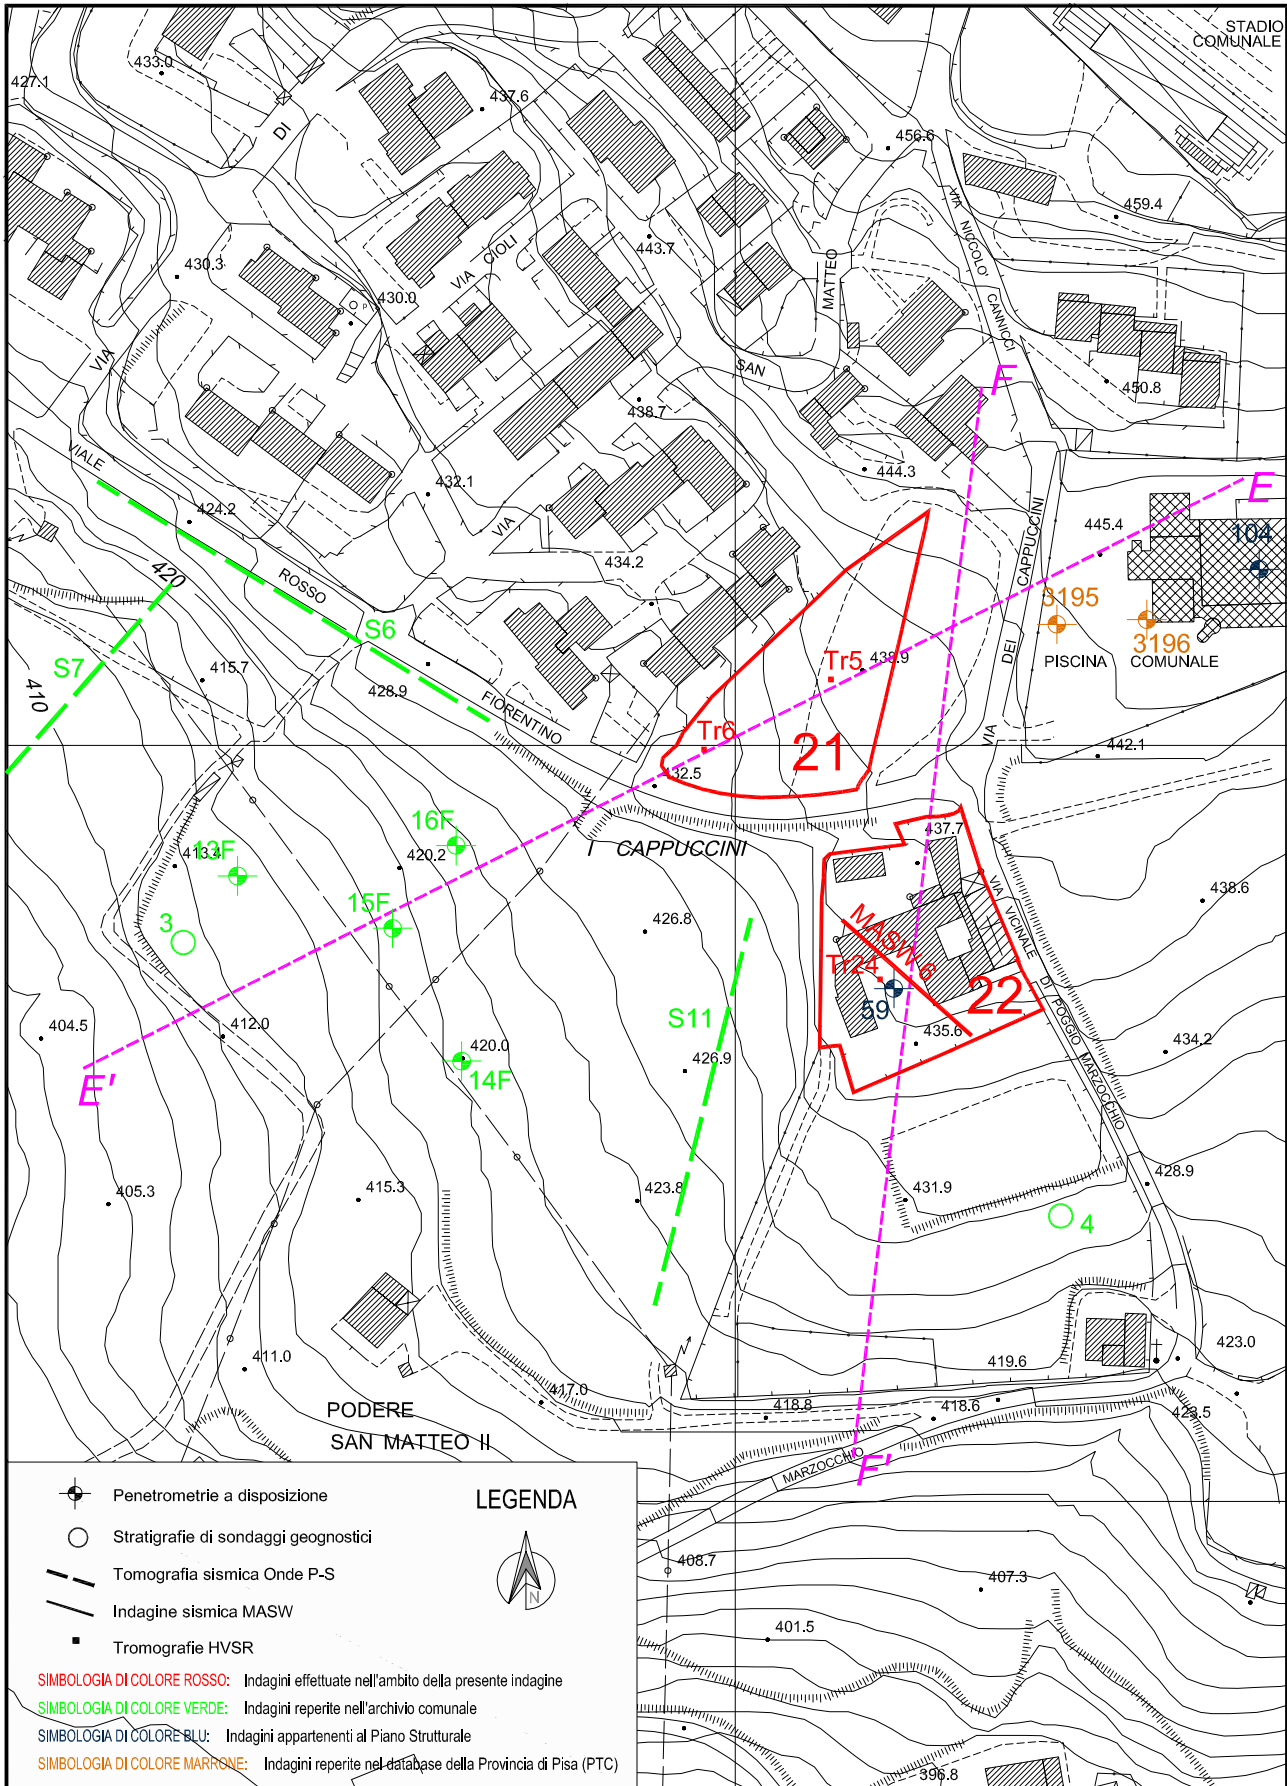 STADIO
COMUNALE
433.0
427.1
DI
437.6
456.6
459.4
VIA NICCOLO' CANNICCI
443.7
VIA CIOLI
MATTEO
430.3
430.0
VIA
SAN
F
450.8
438.7
VIALE
444.3
432.1
E
424.2
VIA
CAPPUCCINI
445.4
104
434.2
420
ROSSO
3195
S6
3196
DEI
S7
415.7
Tr5
438.9
PISCINA COMUNALE
410
428.9
FIORENTINO
Tr6
21
VIA
442.1
432.5
16F
437.7
I CAPPUCCINI
413.4
13F
420.2
438.6
15F
MASW 6
VIA VICINALE
3
426.8
Tr24
22
59
S11
DI POGGIO MARZOCCHIO
404.5
412.0
435.6
434.2
420.0
426.9
E'
14F
428.9
405.3
415.3
423.8
431.9
4
423.0
411.0
419.6
417.0
PODERE
418.8
418.6
423.5
SAN MATTEO II
MARZOCCHIO
F'
LEGENDA
Penetrometrie a disposizione
Stratigrafie di sondaggi geognostici
Tomografia sismica Onde P-S
N
408.7
407.3
Indagine sismica MASW
401.5
Tromografie HVSR
SIMBOLOGIA DI COLORE ROSSO: Indagini effettuate nell'ambito della presente indagine
SIMBOLOGIA DI COLORE VERDE: Indagini reperite nell'archivio comunale
SIMBOLOGIA DI COLORE BLU: Indagini appartenenti al Piano Strutturale
SIMBOLOGIA DI COLORE MARRONE: Indagini reperite nel database della Provincia di Pisa (PTC)
396.8